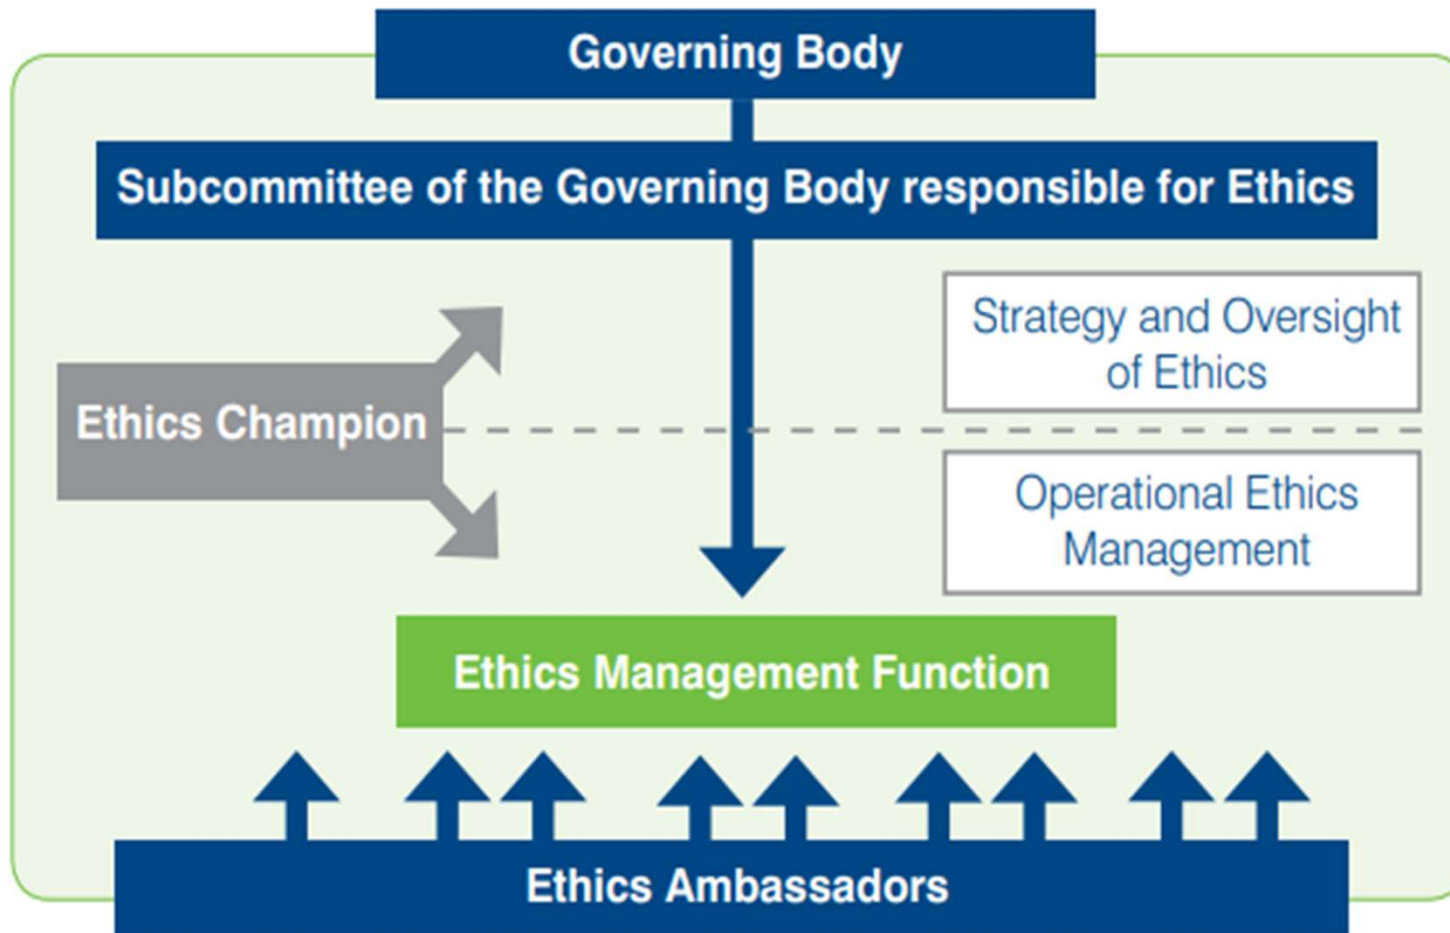 Governing Body
Subcommittee of the Governing Body responsible for Ethics
Strategy and Oversight
of Ethics
Ethics Champion
Operational Ethics
Management
Ethics Management Function
Ethics Ambassadors